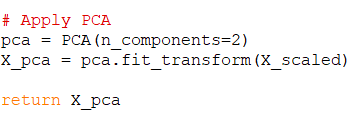 # Apply PCA
pca = PCA(n_components=2)
X_pca = pca.fit_transform(X_scaled)
return X_pca